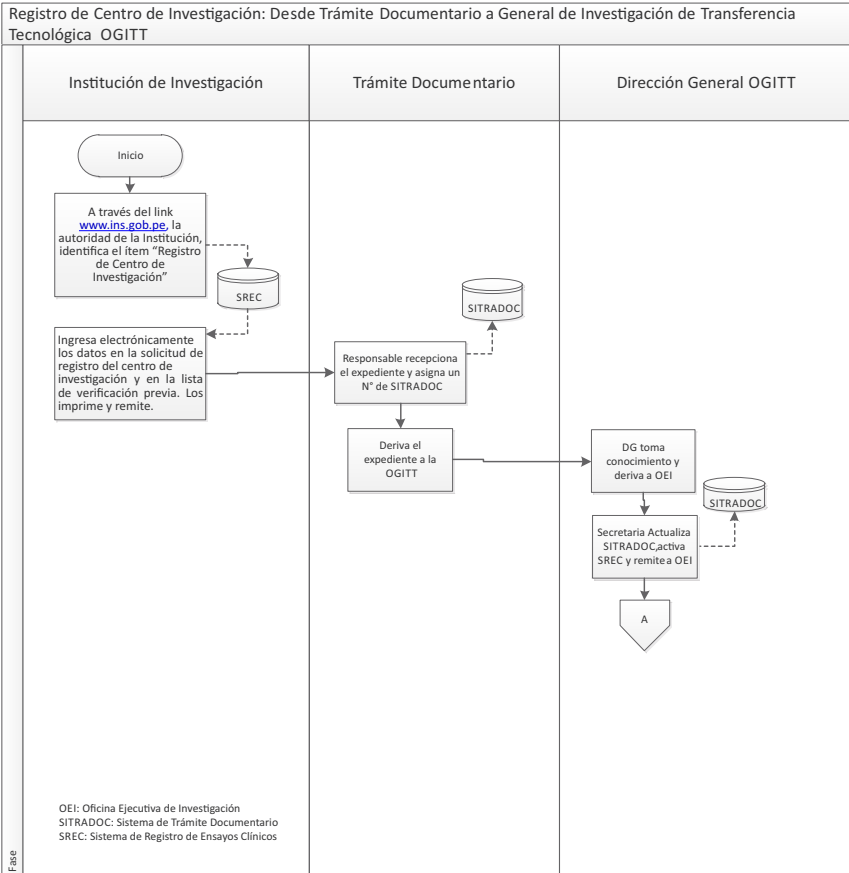 Registro de Centro de Investigación: Desde Trámite Documentario a General de Investigación de Transferencia
Tecnológica OGITT
Institución de Investigación
Trámite Documentario
Dirección General OGITT
Inicio
A través del link
www.ins.gob.pe, la
autoridad de la Institución,
identifica el ítem “Registro
de Centro de
Investigación”
SREC
Ingresa electrónicamente
los datos en la solicitud de
registro del centro de
investigación y en la lista
de verificación previa. Los
imprime y remite.
SITRADOC
Responsable recepciona
el expediente y asigna un
N° de SITRADOC
Deriva el
expediente a la
OGITT
DG toma
conocimiento y
deriva a OEI
SITRADOC
Secretaria Actualiza
SITRADOC,activa
SREC y remite a OEI
A
OEI: Oficina Ejecutiva de Investigación
SITRADOC: Sistema de Trámite Documentario
SREC: Sistema de Registro de Ensayos Clínicos
Fase